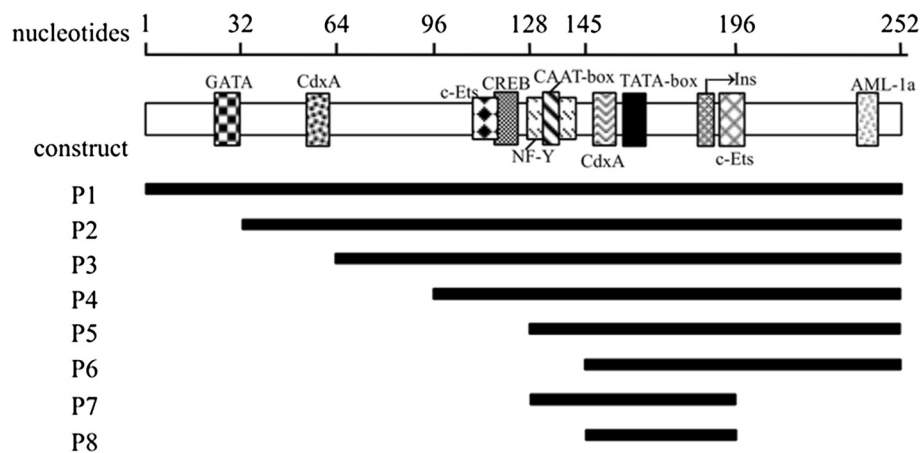 nucleotides 1 32 64 96 128 145 196 252
GATA CdxA c-Ets CREB CAAT-box TATA-box Ins AML-1a
construct NF-Y CdxA c-Ets
P1
P2
P3
P4
P5
P6
P7
P8